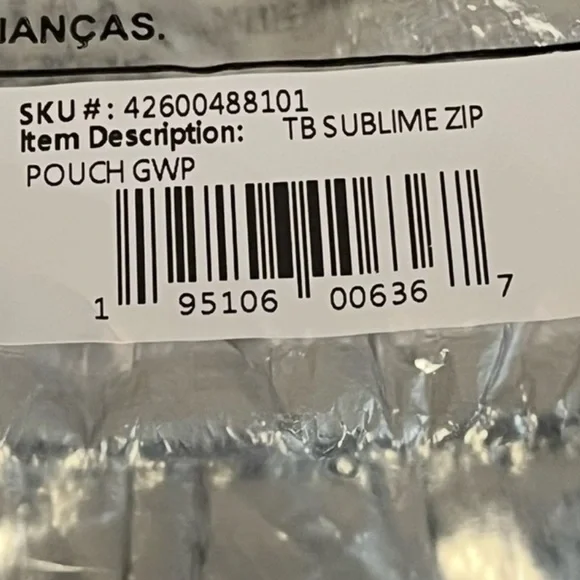 IANÇAS.
SKU #: 42600488101
Item Description: TB SUBLIME ZIP
POUCH GWP
1 95106 00636 7